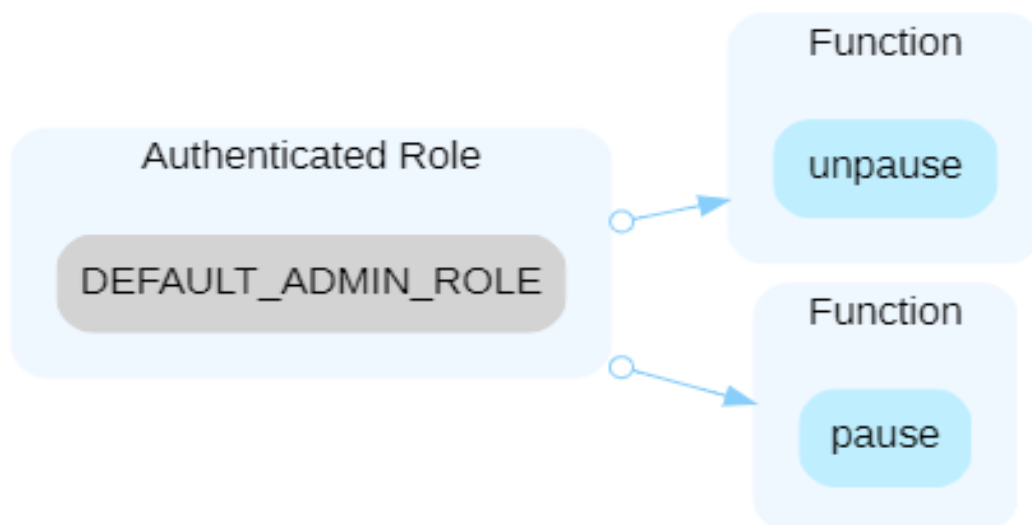 Authenticated Role
DEFAULT_ADMIN_ROLE
Function
unpause
Function
pause